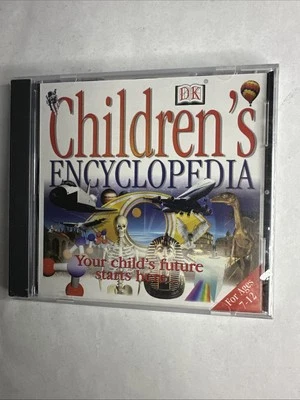 DK
Children's
ENCYCLOPEDIA
Your child's future
starts here
For Ages
7-12